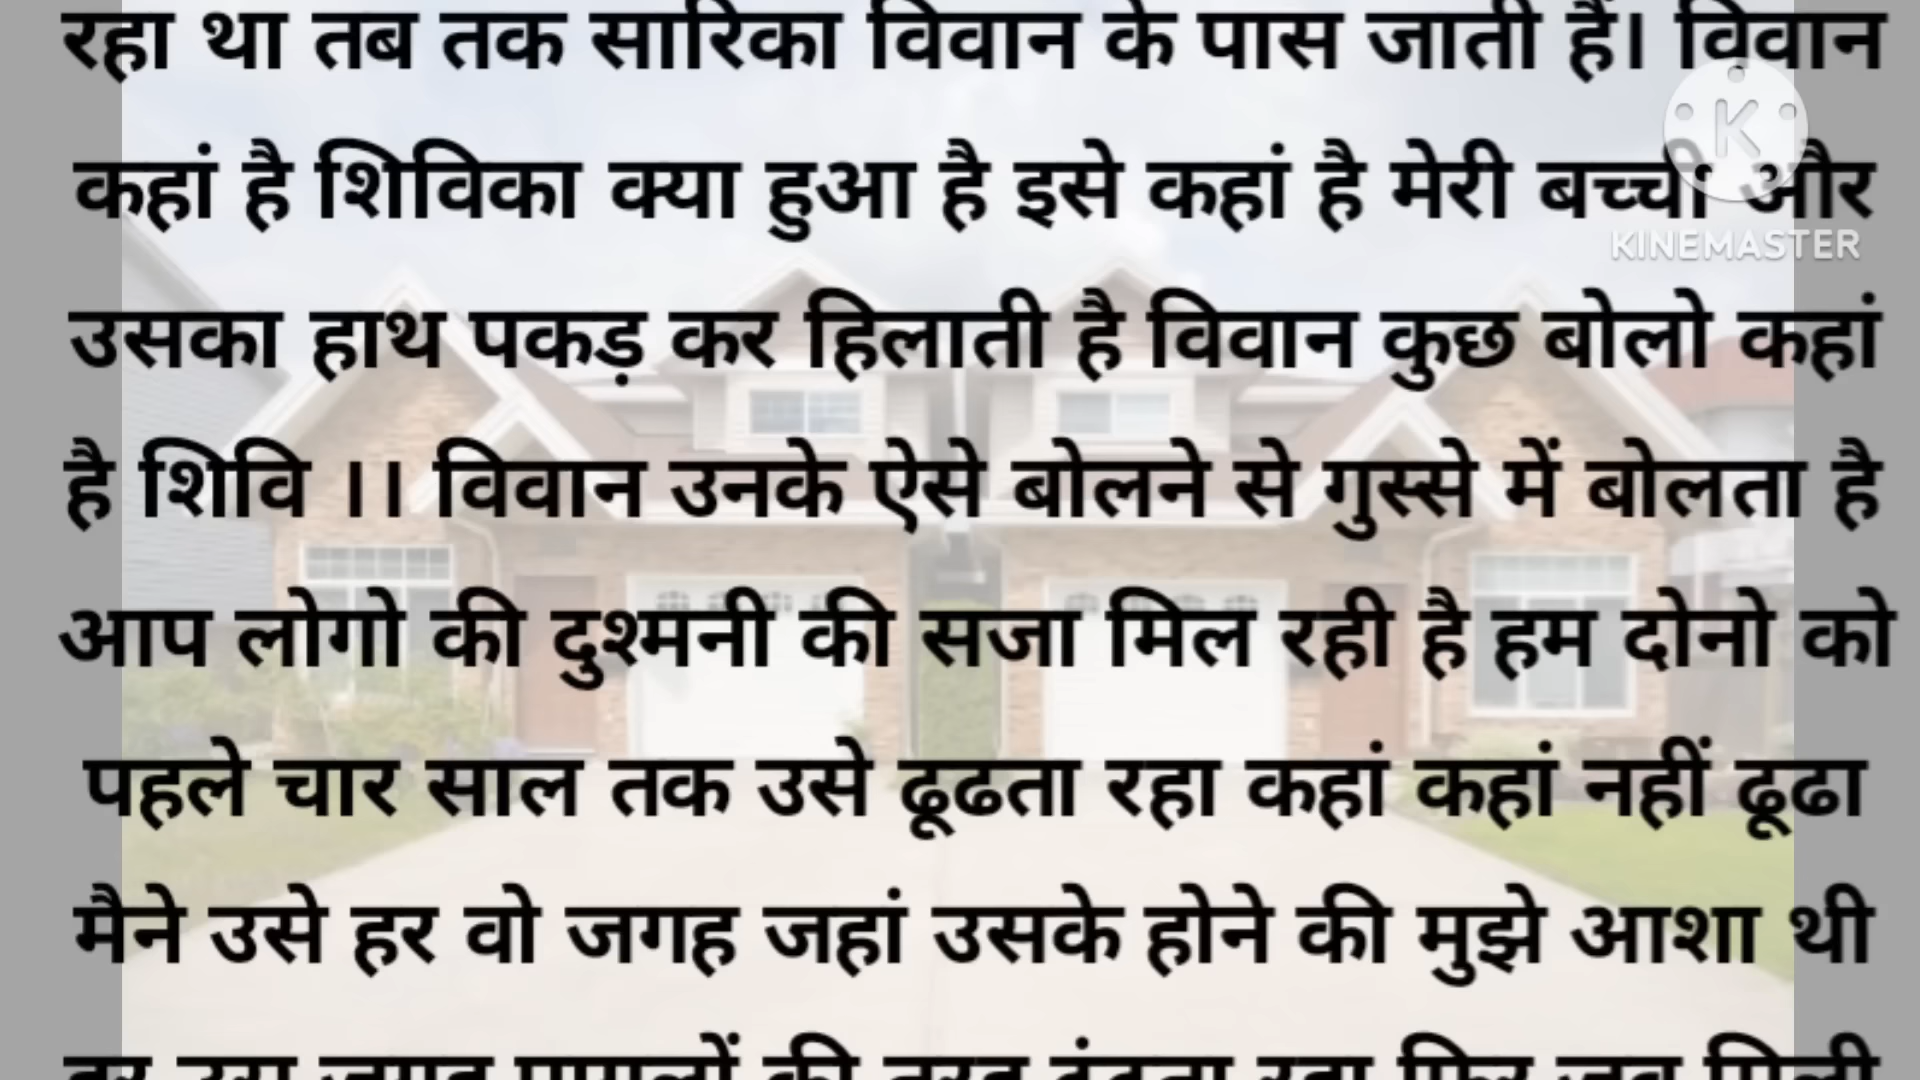 रहा था तब तक सारिका विवान के पास जाती हैं। विवान
कहां है शिविका क्या हुआ है इसे कहां है मेरी बच्ची और
KINEMASTER
उसका हाथ पकड़ कर हिलाती है विवान कुछ बोलो कहां
है शिवि ।। विवान उनके ऐसे बोलने से गुस्से में बोलता है
आप लोगो की दुश्मनी की सजा मिल रही है हम दोनो को
पहले चार साल तक उसे ढूढता रहा कहां कहां नहीं ढूढा
मैने उसे हर वो जगह जहां उसके होने की मुझे आशा थी